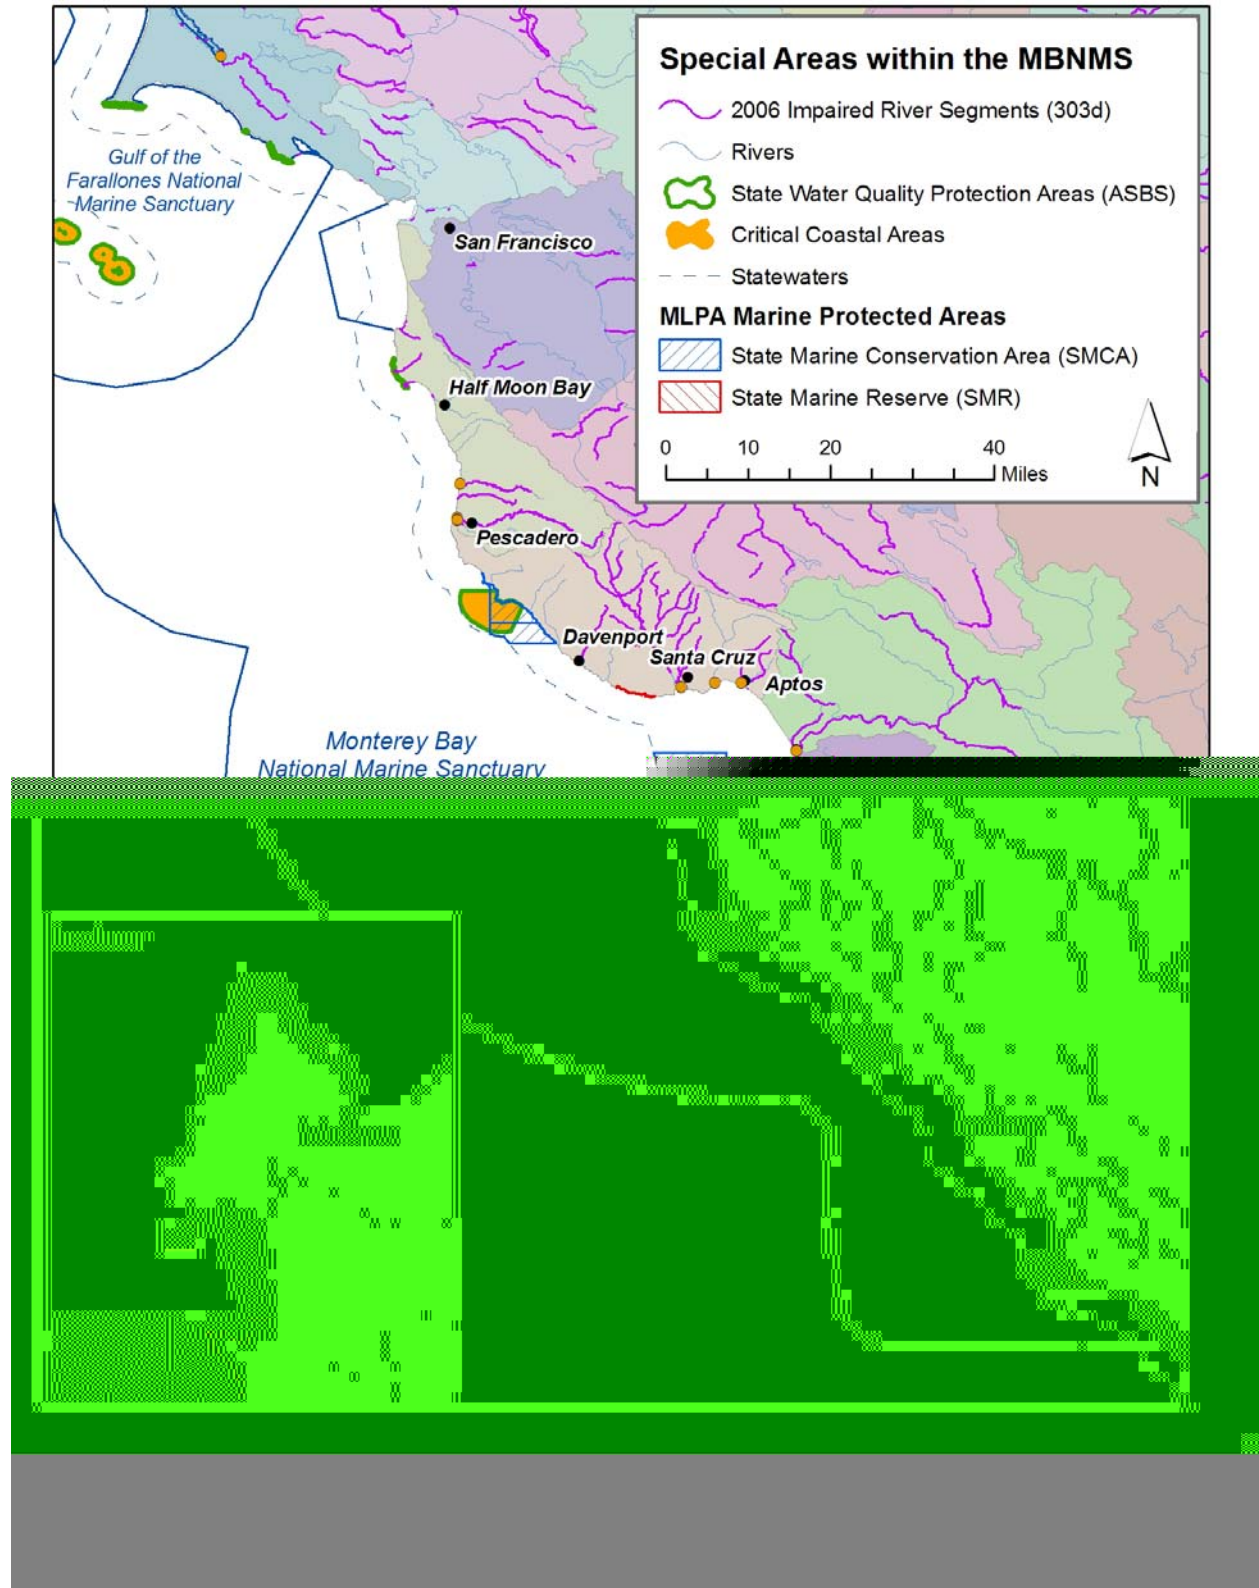 Special Areas within the MBNMS
2006 Impaired River Segments (303d)
Rivers
State Water Quality Protection Areas (ASBS)
Critical Coastal Areas
Statewaters
MLPA Marine Protected Areas
State Marine Conservation Area (SMCA)
State Marine Reserve (SMR)
0 10 20 40
Miles
N
Gulf of the
Farallones National
Marine Sanctuary
San Francisco
Half Moon Bay
Pescadero
Davenport
Santa Cruz
Aptos
Monterey Bay
National Marine Sanctuary